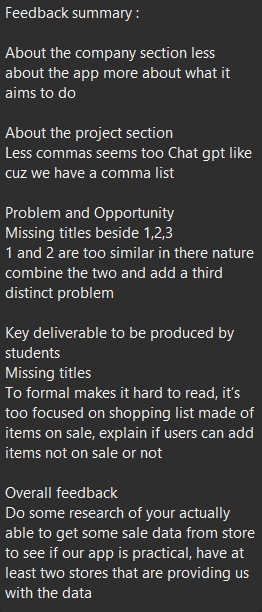 Feedback summary :
About the company section less
about the app more about what it
aims to do
About the project section
Less commas seems too Chat gpt like
cuz we have a comma list
Problem and Opportunity
Missing titles beside 1,2,3
1 and 2 are too similar in there nature
combine the two and add a third
distinct problem
Key deliverable to be produced by
students
Missing titles
To formal makes it hard to read, it's
too focused on shopping list made of
items on sale, explain if users can add
items not on sale or not
Overall feedback
Do some research of your actually
able to get some sale data from store
to see if our app is practical, have at
least two stores that are providing us
with the data